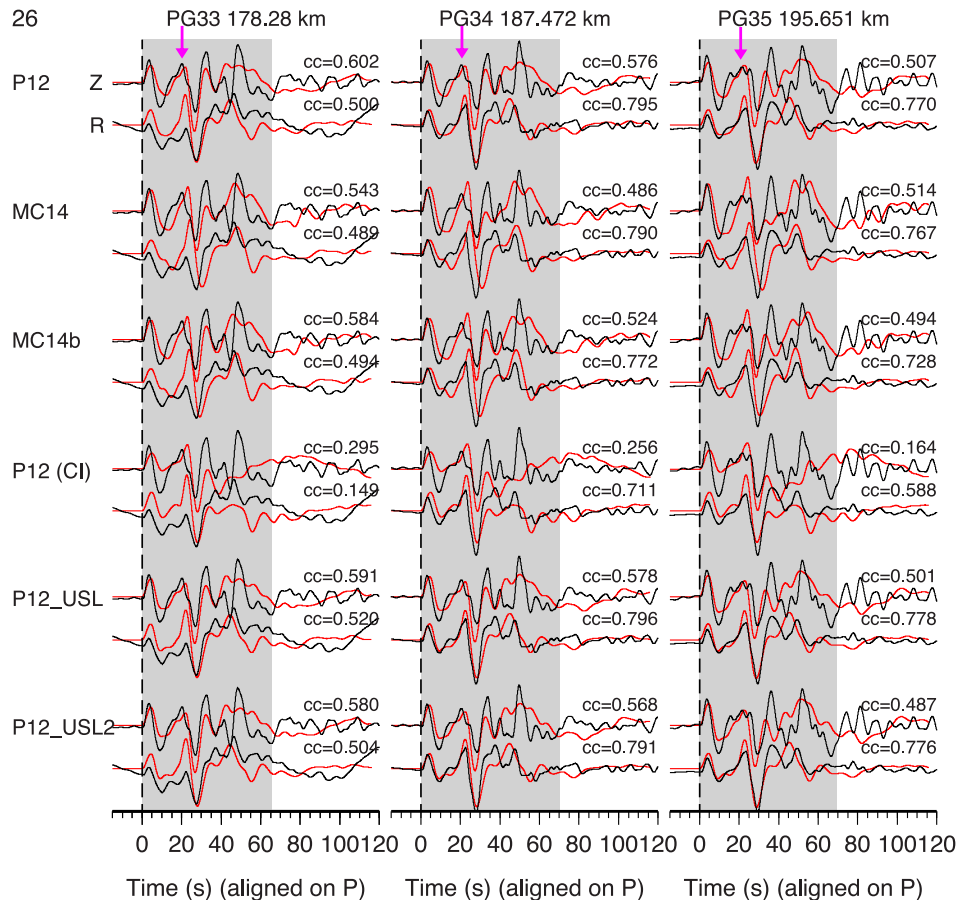 26
PG33 178.28 km PG34 187.472 km PG35 195.651 km
P12 Z cc=0.602 cc=0.576 cc=0.507
R cc=0.500 cc=0.795 cc=0.770
MC14 cc=0.543 cc=0.486 cc=0.514
cc=0.489 cc=0.790 cc=0.767
MC14b cc=0.584 cc=0.524 cc=0.494
cc=0.494 cc=0.772 cc=0.728
P12 (CI) cc=0.295 cc=0.256 cc=0.164
cc=0.149 cc=0.711 cc=0.588
P12_USL cc=0.591 cc=0.578 cc=0.501
cc=0.520 cc=0.796 cc=0.778
P12_USL2 cc=0.580 cc=0.568 cc=0.487
cc=0.504 cc=0.791 cc=0.776
0 20 40 60 80 100 120 0 20 40 60 80 100 120 0 20 40 60 80 100 120
Time (s) (aligned on P) Time (s) (aligned on P) Time (s) (aligned on P)